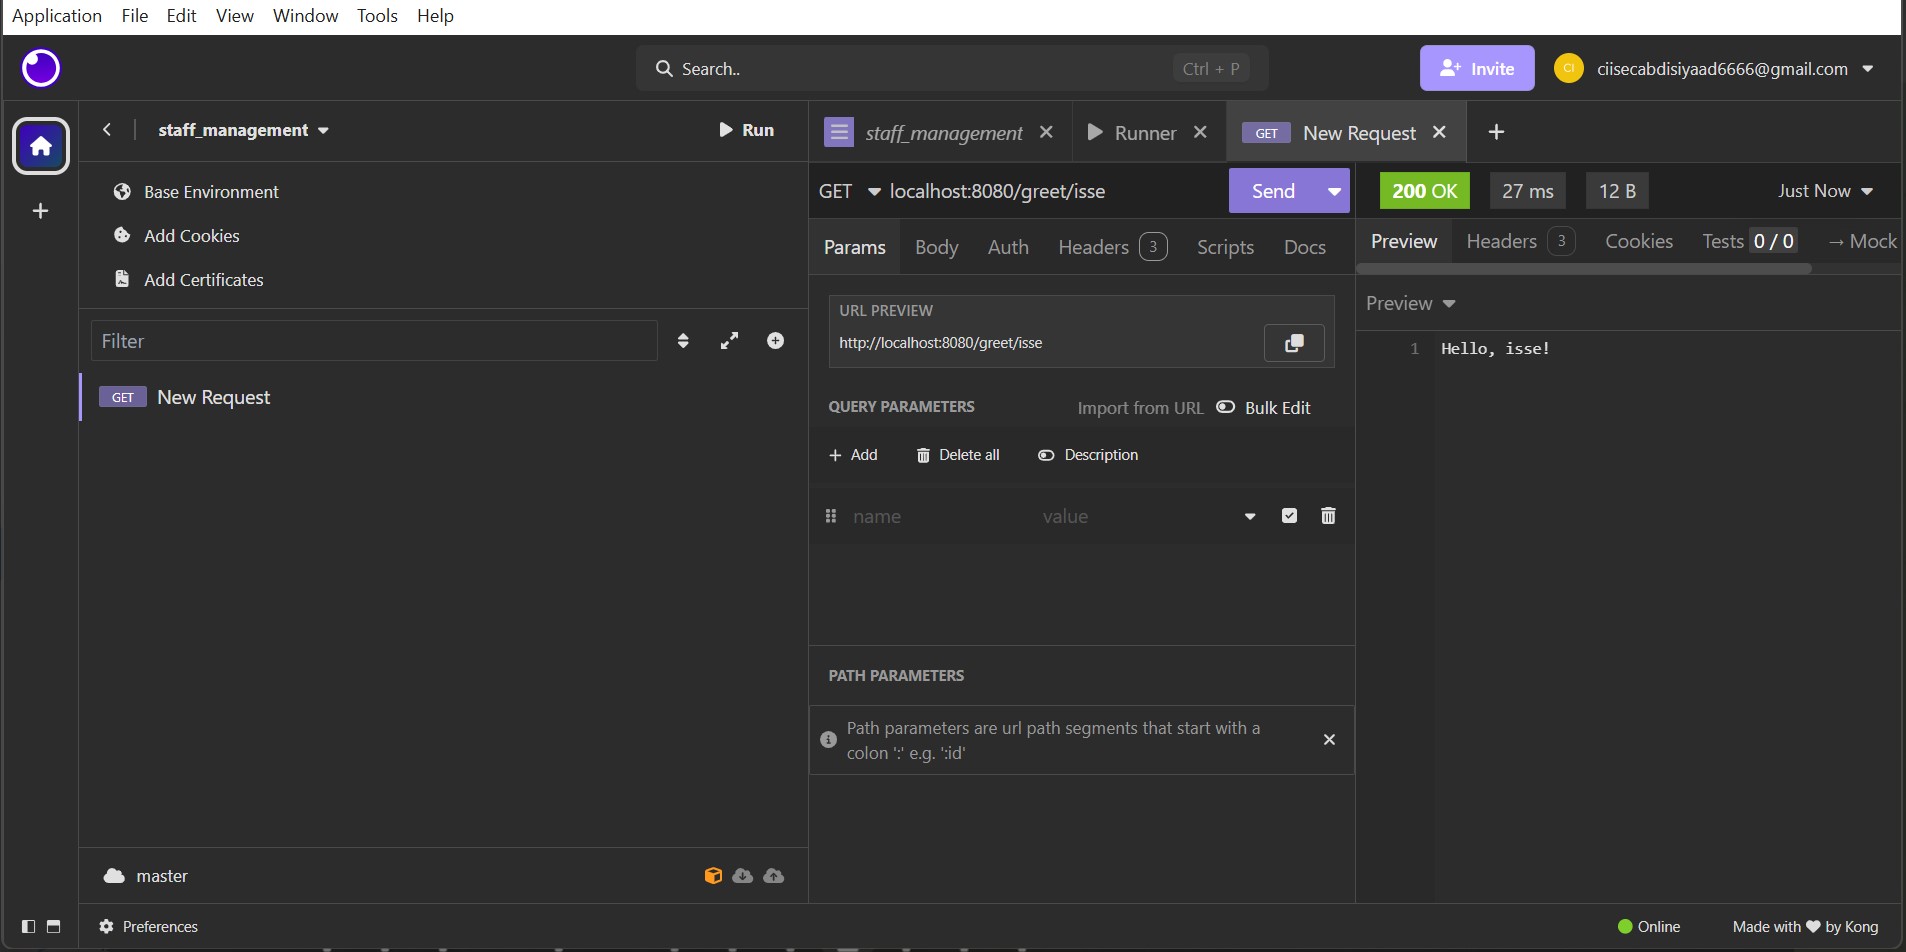 Application File Edit View Window Tools Help
Search.. Ctrl + P
Invite
CI ciisecabdisiyaad6666@gmail.com
staff_management
Run
staff_management
Runner
GET New Request
Base Environment
Add Cookies
Add Certificates
Filter
GET New Request
GET localhost:8080/greet/isse Send
Params Body Auth Headers 3 Scripts Docs
URL PREVIEW
http://localhost:8080/greet/isse
QUERY PARAMETERS Import from URL Bulk Edit
Add Delete all Description
name value
PATH PARAMETERS
Path parameters are url path segments that start with a
colon ':' e.g. ':id'
200 OK 27 ms 12 B Just Now
Preview Headers 3 Cookies Tests 0 / 0 → Mock
Preview
1 Hello, isse!
master
Preferences
Online
Made with ♥ by Kong